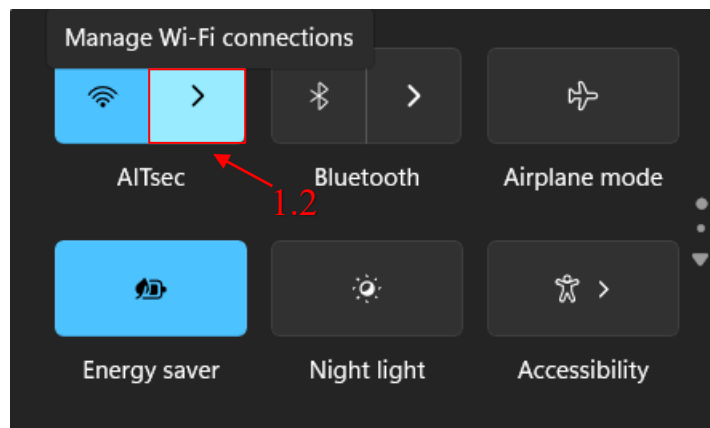 Manage Wi-Fi connections
AITsec
Bluetooth
Airplane mode
1.2
Energy saver
Night light
Accessibility